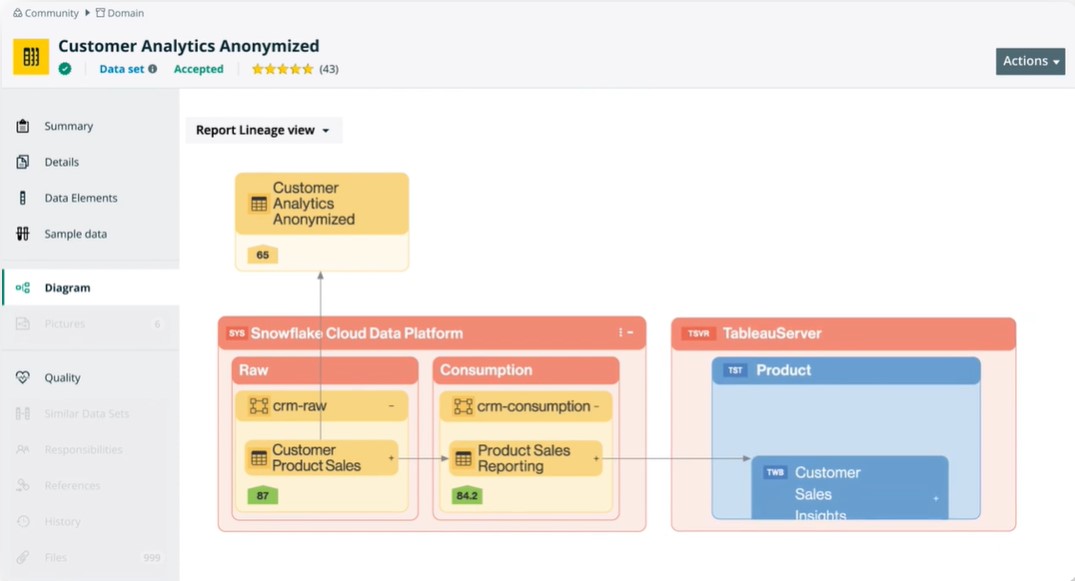 Community Domain
Customer Analytics Anonymized
Data set Accepted (43)
Actions
Summary
Details
Data Elements
Sample data
Diagram
Pictures 6
Quality
Similar Data Sets
Responsibilities
References
History
Files 999
Report Lineage view
Customer
Analytics
Anonymized
65
SYS Snowflake Cloud Data Platform
Raw
crm-raw
Customer
Product Sales
87
Consumption
crm-consumption
Product Sales
Reporting
84.2
TSVR TableauServer
TST Product
TWB Customer
Sales
Insights